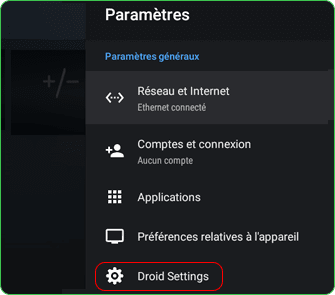 Paramètres
Paramètres généraux
Réseau et Internet
Ethernet connecté
Comptes et connexion
Aucun compte
Applications
Préférences relatives à l'appareil
Droid Settings
+/-